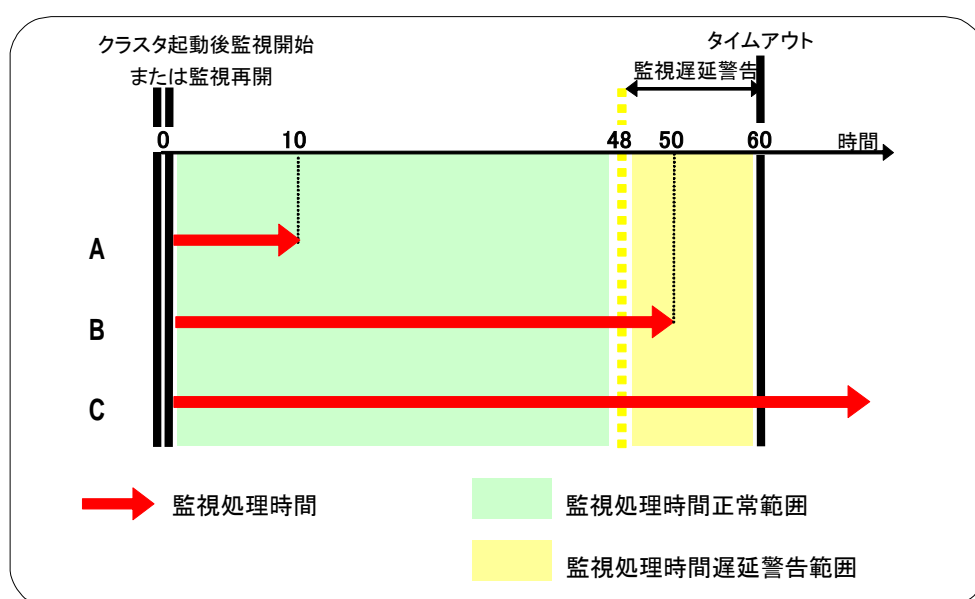 クラスタ起動後監視開始
または監視再開
タイムアウト
監視遅延警告
0 10 48 50 60 時間
A
B
C
監視処理時間
監視処理時間正常範囲
監視処理時間遅延警告範囲